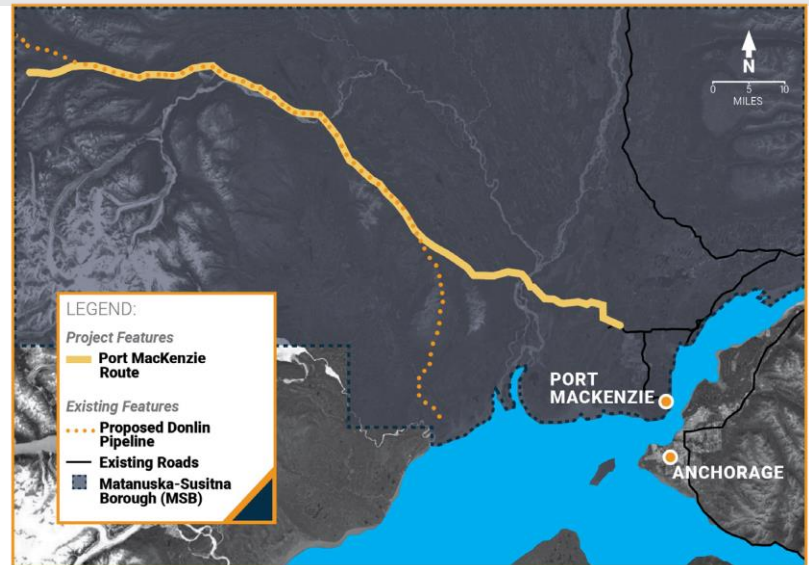 N
0 5 10
MILES
LEGEND:
Project Features
Port MacKenzie
Route
Existing Features
Proposed Donlin
Pipeline
Existing Roads
Matanuska-Susitna
Borough (MSB)
PORT
MACKENZIE
ANCHORAGE